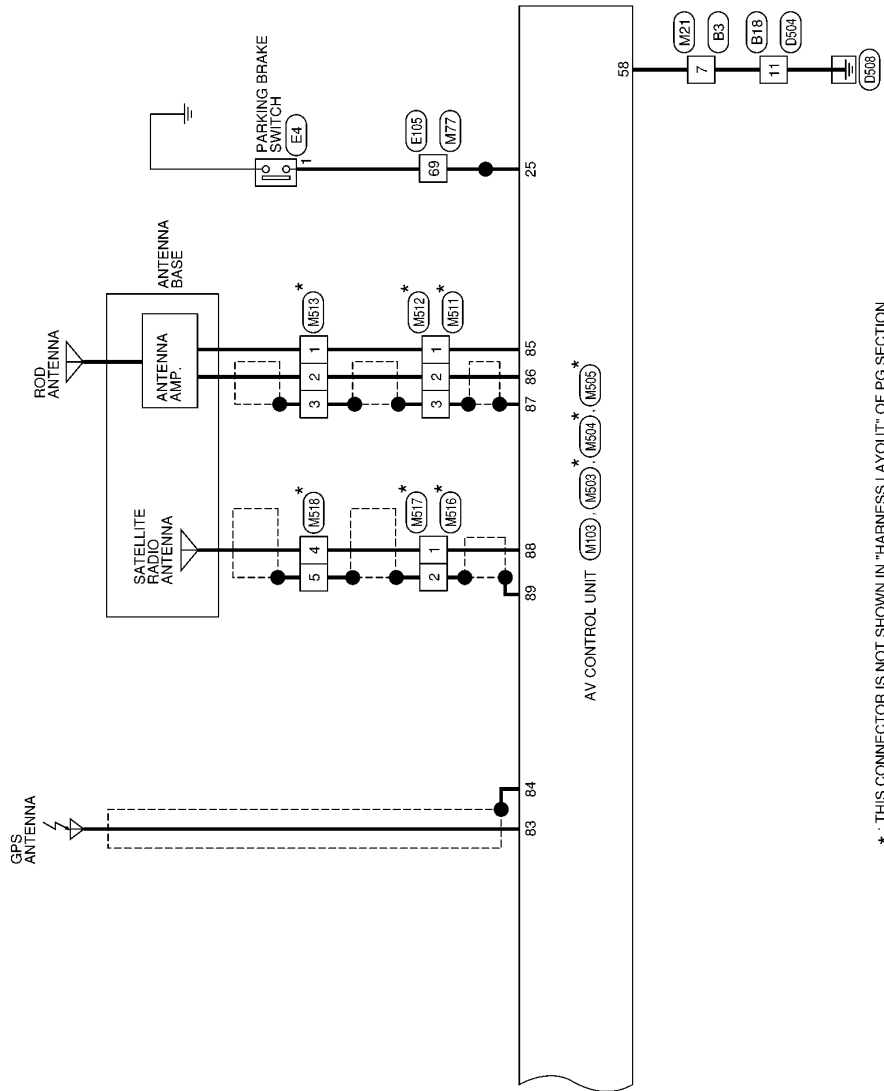 GPS
ANTENNA
SATELLITE
RADIO
ANTENNA
ROD
ANTENNA
ANTENNA
AMP.
ANTENNA
BASE
PARKING BRAKE
SWITCH
E4
1
5 4
* M518
3 2 1
* M513
69
E105
M77
2 1
* M517
* M516
3 2 1
* M512
* M511
83 84 89 88 87 86 85 25
AV CONTROL UNIT M103 , M503 * , M504 * , M505 *
58
7
M21
B3
11
B18
D504
D508
* : THIS CONNECTOR IS NOT SHOWN IN "HARNESS LAYOUT" OF PG SECTION